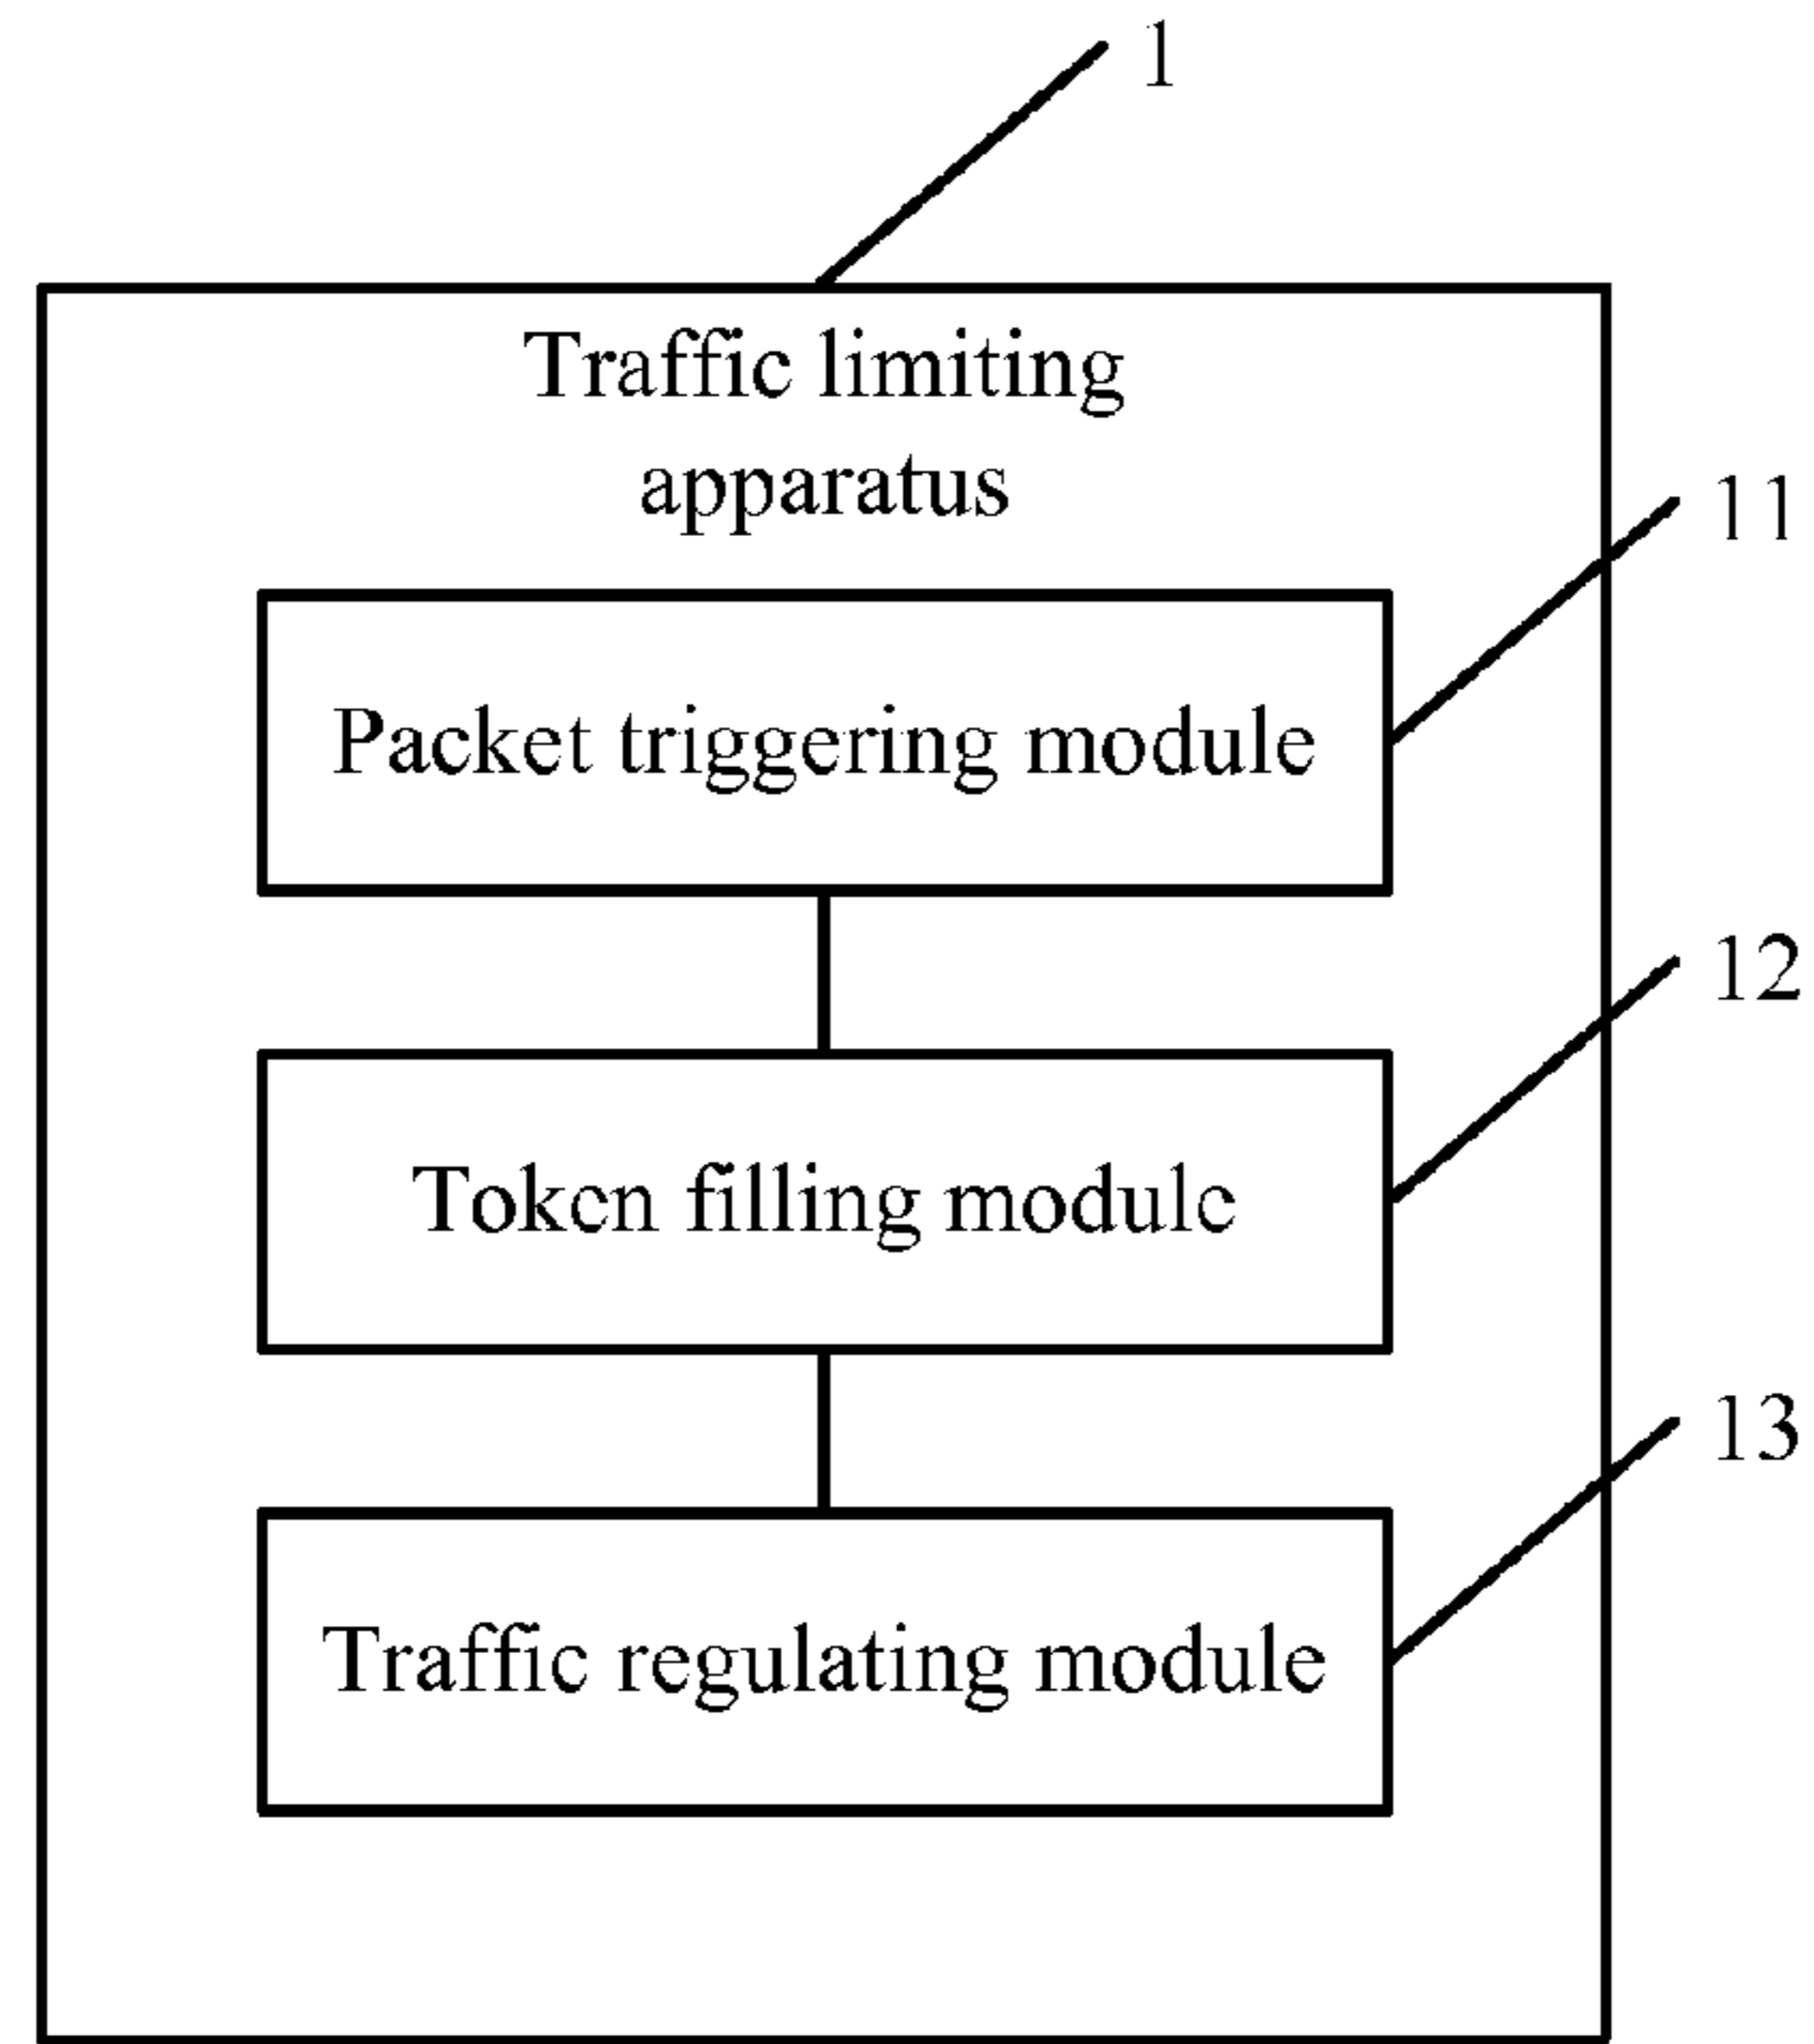 1
Traffic limiting
apparatus
11
Packet triggering module
12
Token filling module
13
Traffic regulating module